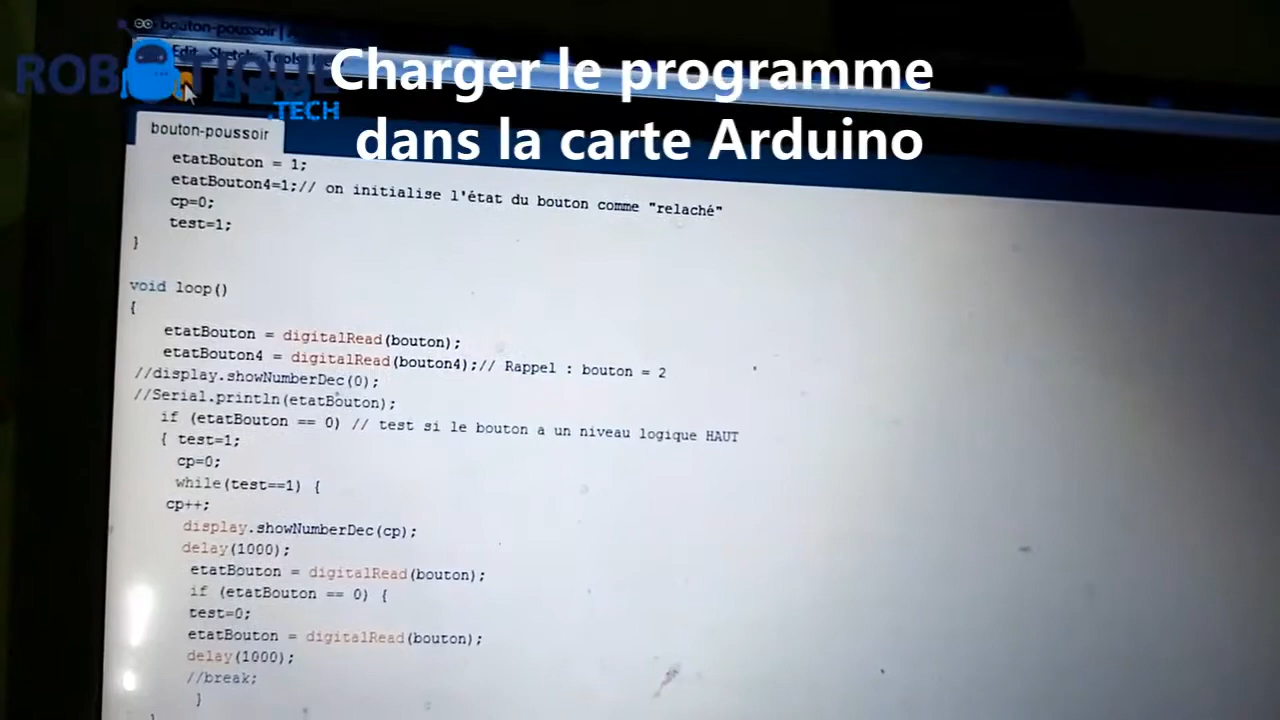 bouton-poussoir
Edit Sketch Tools
ROBOTIQUE
.TECH
Charger le programme
dans la carte Arduino
bouton-poussoir
etatBouton = 1;
etatBouton4=1;// on initialise l'état du bouton comme "relaché"
cp=0;
test=1;
}
void loop()
{
etatBouton = digitalRead(bouton);
etatBouton4 = digitalRead(bouton4);// Rappel : bouton = 2
//display.showNumberDec(0);
//Serial.println(etatBouton);
if (etatBouton == 0) // test si le bouton a un niveau logique HAUT
{ test=1;
cp=0;
while(test==1) {
cp++;
display.showNumberDec(cp);
delay(1000);
etatBouton = digitalRead(bouton);
if (etatBouton == 0) {
test=0;
etatBouton = digitalRead(bouton);
delay(1000);
//break;
}